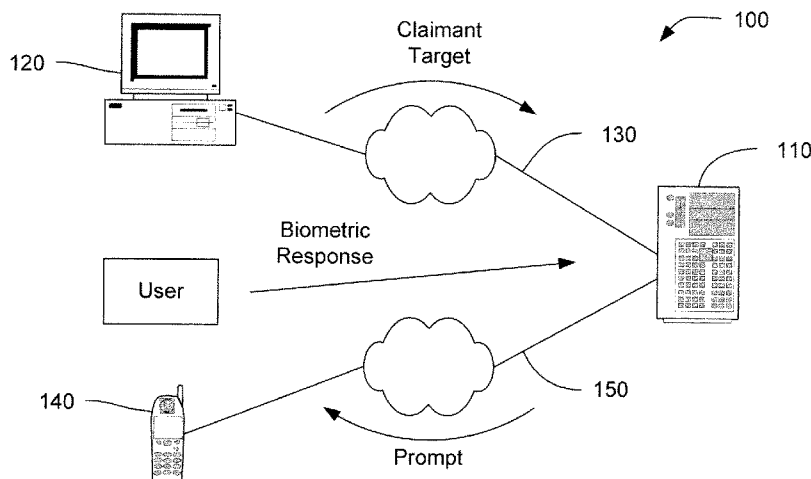 100
Claimant
Target
120
130
110
Biometric
Response
User
140
150
Prompt